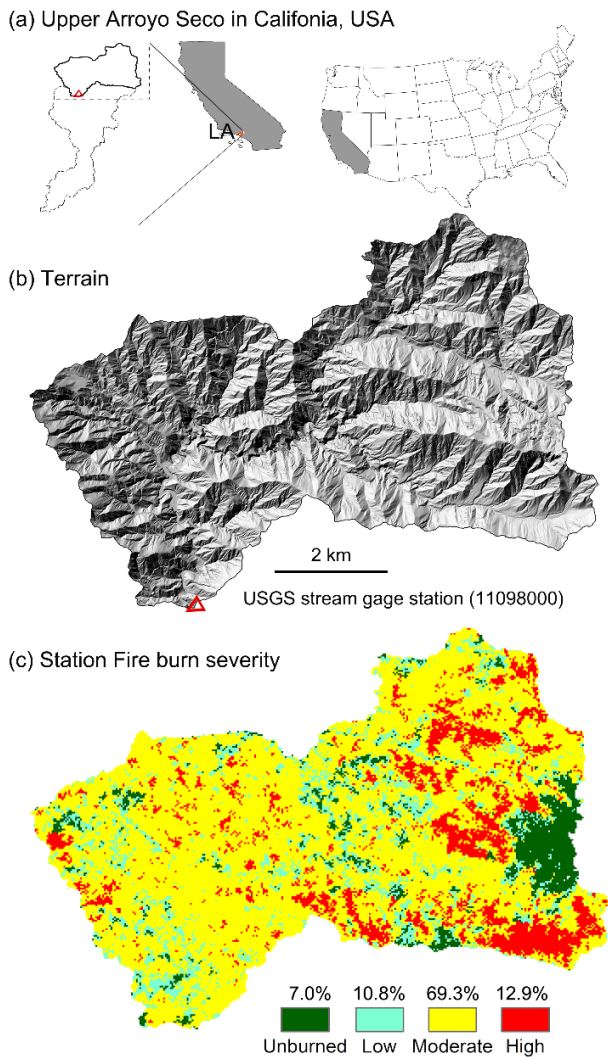 (a) Upper Arroyo Seco in Califonia, USA
LA
(b) Terrain
2 km
USGS stream gage station (11098000)
(c) Station Fire burn severity
7.0% 10.8% 69.3% 12.9%
Unburned Low Moderate High